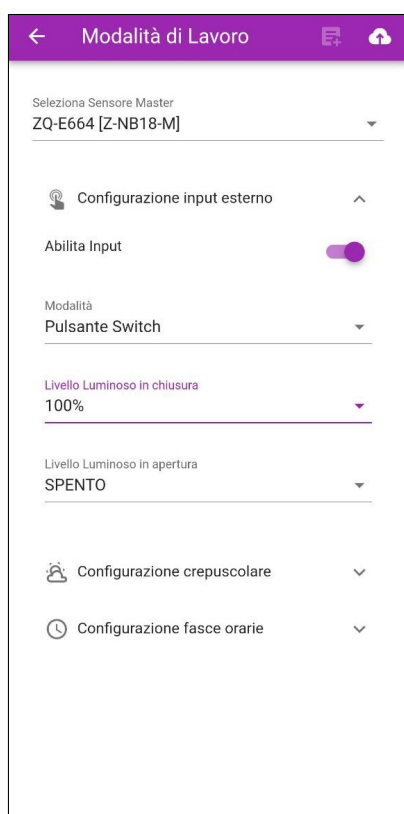 Modalità di Lavoro
Seleziona Sensore Master
ZQ-E664 [Z-NB18-M]
Configurazione input esterno
Abilita Input
Modalità
Pulsante Switch
Livello Luminoso in chiusura
100%
Livello Luminoso in apertura
SPENTO
Configurazione crepuscolare
Configurazione fasce orarie